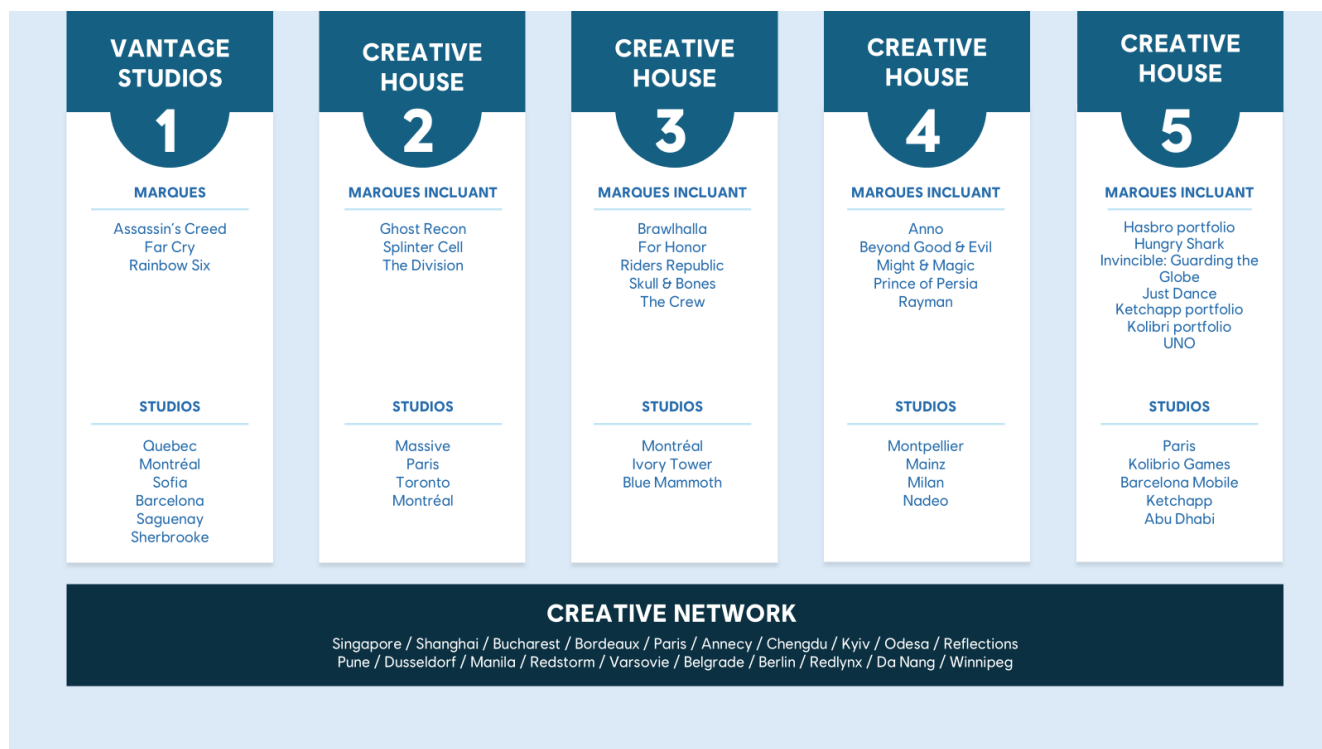 VANTAGE
STUDIOS
1
MARQUES
Assassin's Creed
Far Cry
Rainbow Six
STUDIOS
Quebec
Montréal
Sofia
Barcelona
Saguenay
Sherbrooke
CREATIVE
HOUSE
2
MARQUES INCLUANT
Ghost Recon
Splinter Cell
The Division
STUDIOS
Massive
Paris
Toronto
Montréal
CREATIVE
HOUSE
3
MARQUES INCLUANT
Brawlhalla
For Honor
Riders Republic
Skull & Bones
The Crew
STUDIOS
Montréal
Ivory Tower
Blue Mammoth
CREATIVE
HOUSE
4
MARQUES INCLUANT
Anno
Beyond Good & Evil
Might & Magic
Prince of Persia
Rayman
STUDIOS
Montpellier
Mainz
Milan
Nadeo
CREATIVE
HOUSE
5
MARQUES INCLUANT
Hasbro portfolio
Hungry Shark
Invincible: Guarding the
Globe
Just Dance
Ketchapp portfolio
Kolibri portfolio
UNO
STUDIOS
Paris
Kolibrio Games
Barcelona Mobile
Ketchapp
Abu Dhabi
CREATIVE NETWORK
Singapore / Shanghai / Bucharest / Bordeaux / Paris / Annecy / Chengdu / Kyiv / Odesa / Reflections
Pune / Dusseldorf / Manila / Redstorm / Varsovie / Belgrade / Berlin / Redlynx / Da Nang / Winnipeg